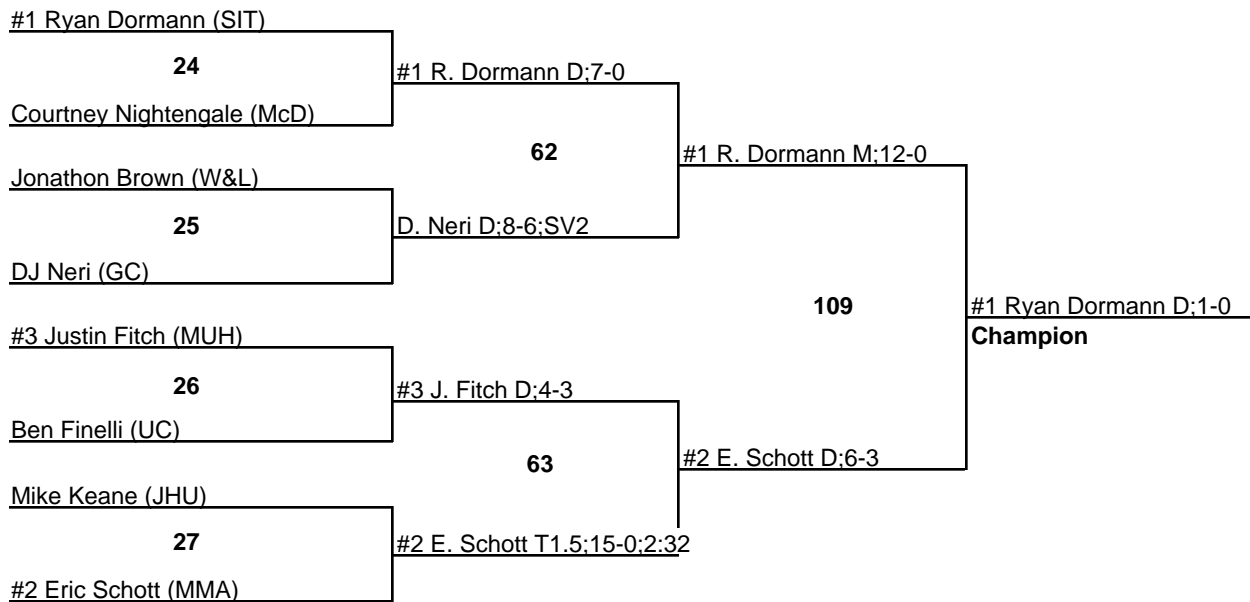 #1 Ryan Dormann (SIT)
24
#1 R. Dormann D;7-0
Courtney Nightengale (McD)
62
#1 R. Dormann M;12-0
Jonathon Brown (W&L)
25
D. Neri D;8-6;SV2
DJ Neri (GC)
109
#1 Ryan Dormann D;1-0
Champion
#3 Justin Fitch (MUH)
26
#3 J. Fitch D;4-3
Ben Finelli (UC)
63
#2 E. Schott D;6-3
Mike Keane (JHU)
27
#2 E. Schott T1.5;15-0;2:32
#2 Eric Schott (MMA)